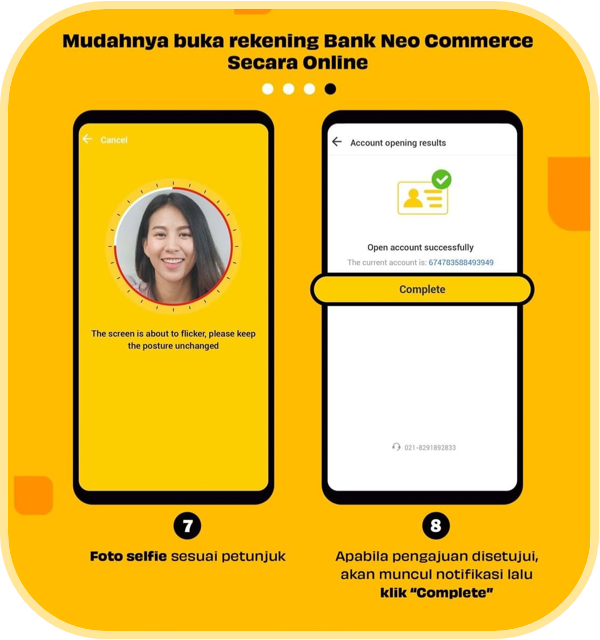 Mudahnya buka rekening Bank Neo Commerce
Secara Online
Cancel
The screen is about to flicker, please keep
the posture unchanged
7
Foto selfie sesuai petunjuk
Account opening results
Open account successfully
The current account is: 674783588493949
Complete
021-8291892833
8
Apabila pengajuan disetujui,
akan muncul notifikasi lalu
klik “Complete”